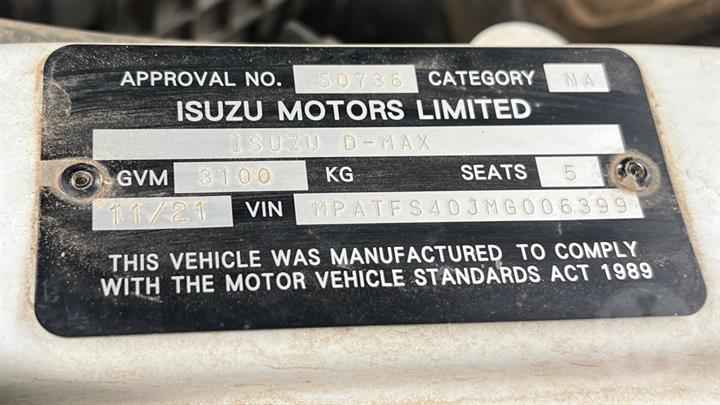 APPROVAL NO. 50736 CATEGORY NA
ISUZU MOTORS LIMITED
ISUZU D-MAX
GVM 3100 KG SEATS 5
11/21 VIN MPATFS40JMG006399
THIS VEHICLE WAS MANUFACTURED TO COMPLY
WITH THE MOTOR VEHICLE STANDARDS ACT 1989